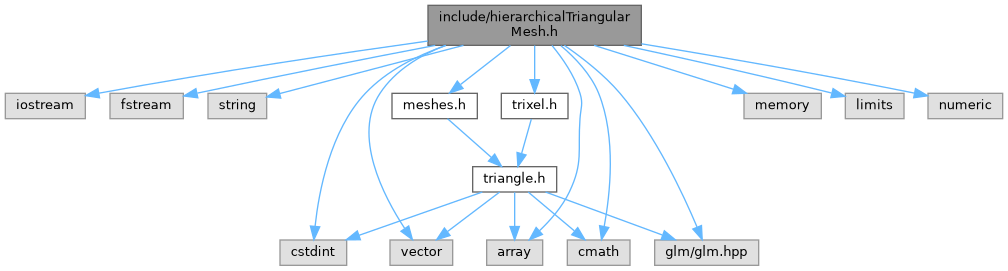 include/hierarchicalTriangular
Mesh.h
iostream
fstream
string
meshes.h
trixel.h
memory
limits
numeric
triangle.h
cstdint
vector
array
cmath
glm/glm.hpp